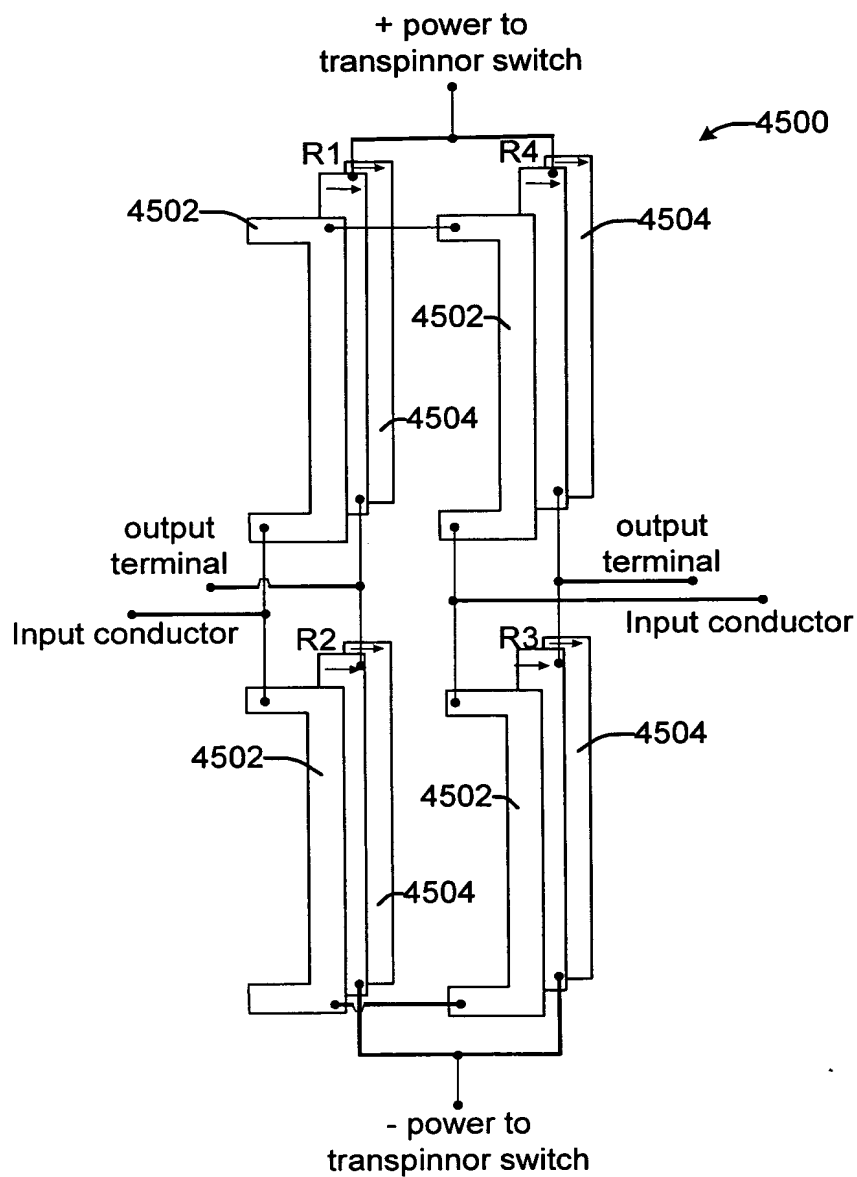 + power to
transpinnor switch
4500
R1
R4
4502
4504
4502
4504
output
terminal
output
terminal
Input conductor
Input conductor
R2
R3
4504
4502
4502
4504
- power to
transpinnor switch